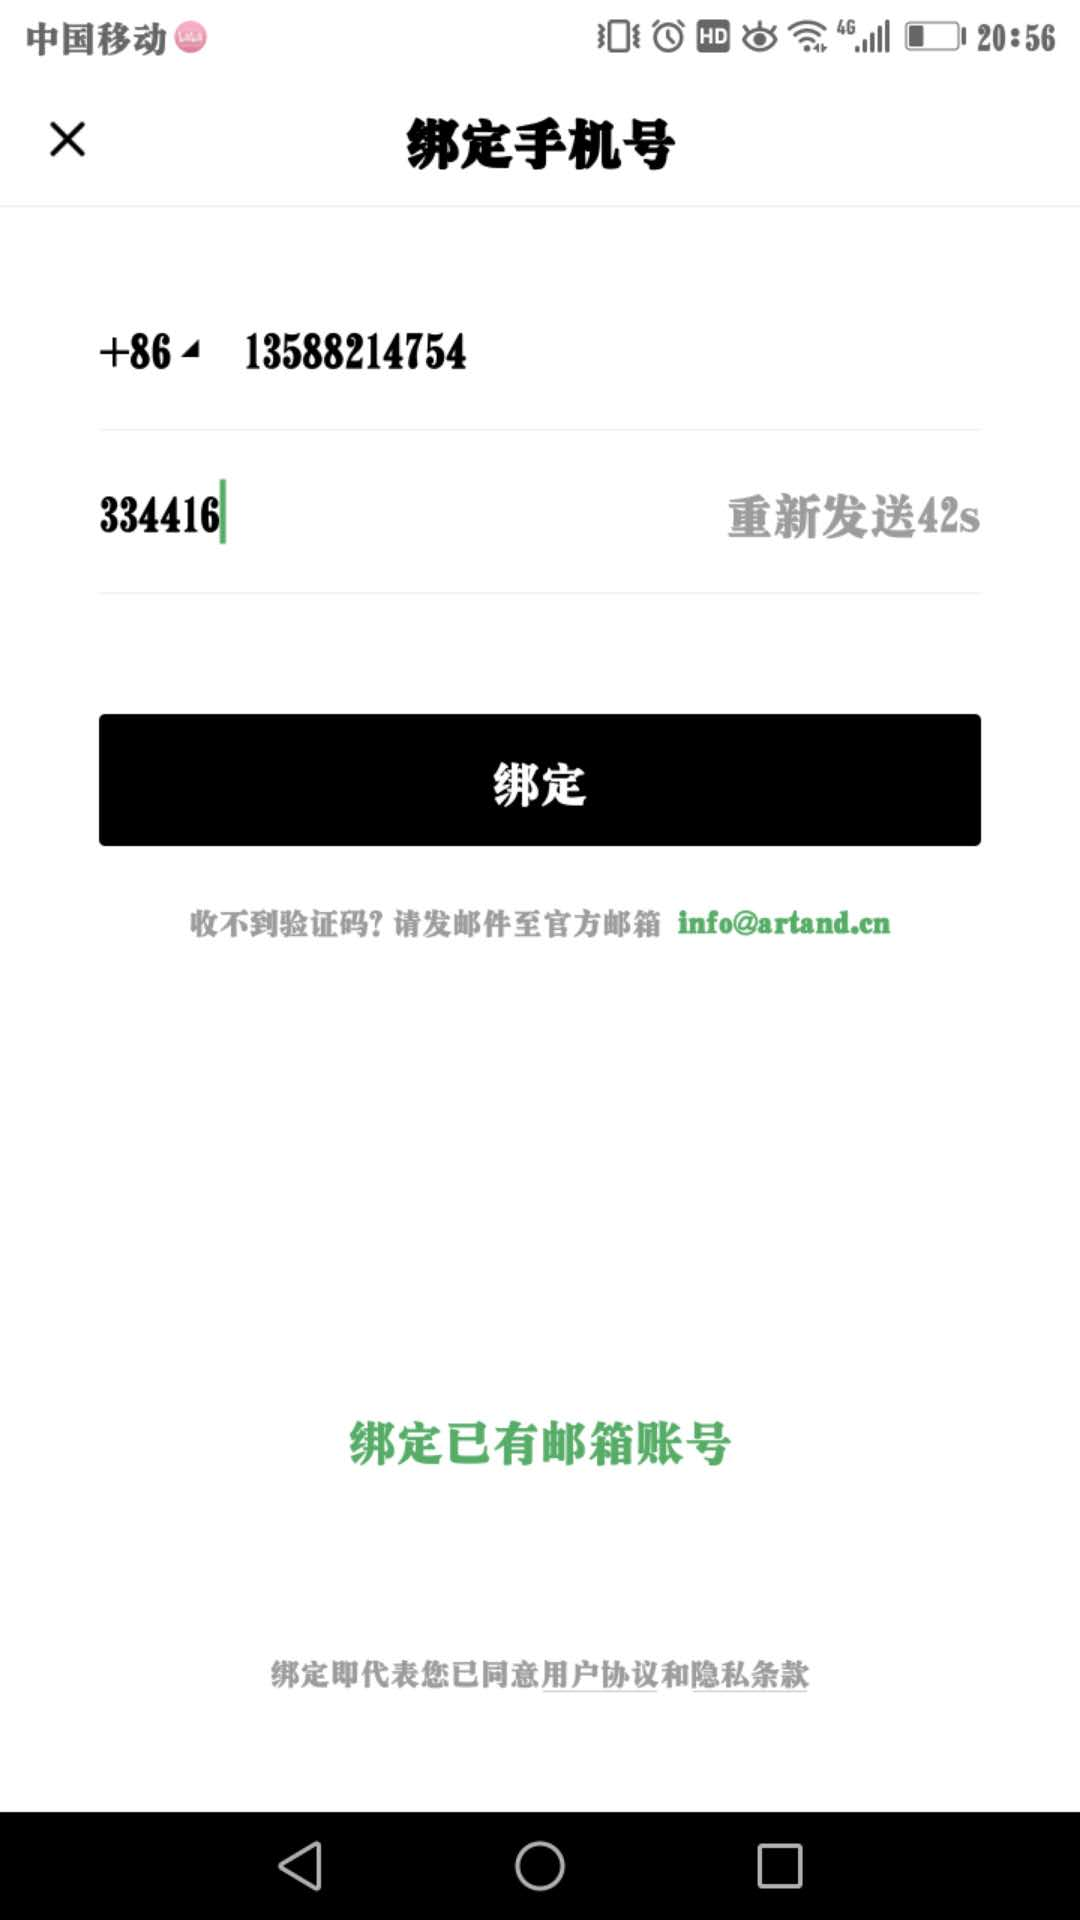 中国移动 HD 4G 20:56
绑定手机号
+86 13588214754
334416 重新发送42s
绑定
收不到验证码? 请发邮件至官方邮箱 info@artand.cn
绑定已有邮箱账号
绑定即代表您已同意用户协议和隐私条款